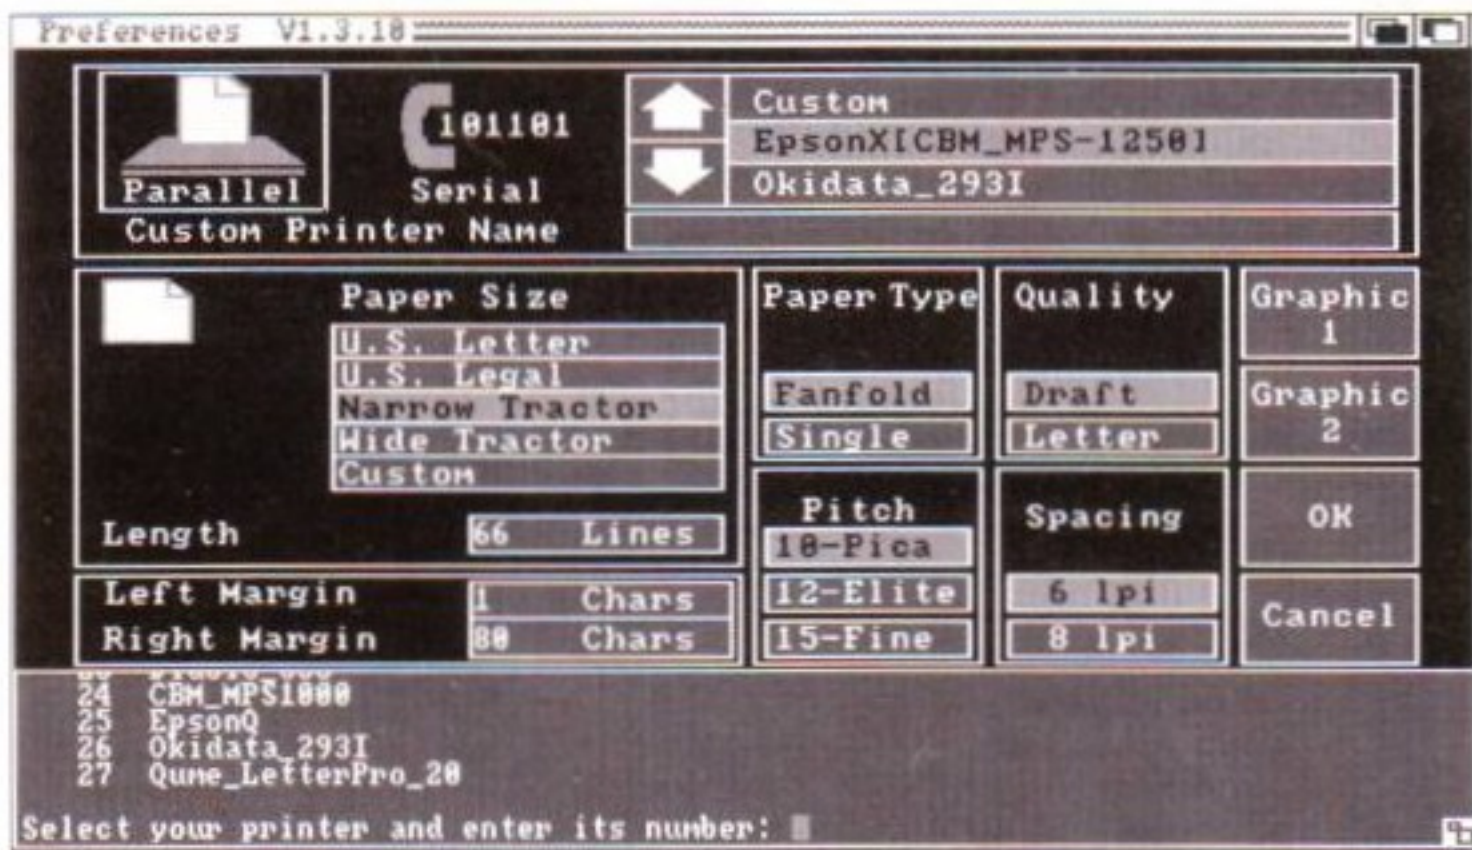 Preferences V1.3.10
Custom
101101
EpsonX[CBM_MPS-1250]
Parallel
Serial
Okidata_293I
Custom Printer Name
Paper Size
U.S. Letter
U.S. Legal
Narrow Tractor
Wide Tractor
Custom
Length
66 Lines
Left Margin
1 Chars
Right Margin
80 Chars
Paper Type
Fanfold
Single
Pitch
10-Pica
12-Elite
15-Fine
Quality
Draft
Letter
Spacing
6 lpi
8 lpi
Graphic
1
Graphic
2
OK
Cancel
24 CBM_MPS1000
25 EpsonQ
26 Okidata_293I
27 Qume_LetterPro_20
Select your printer and enter its number: